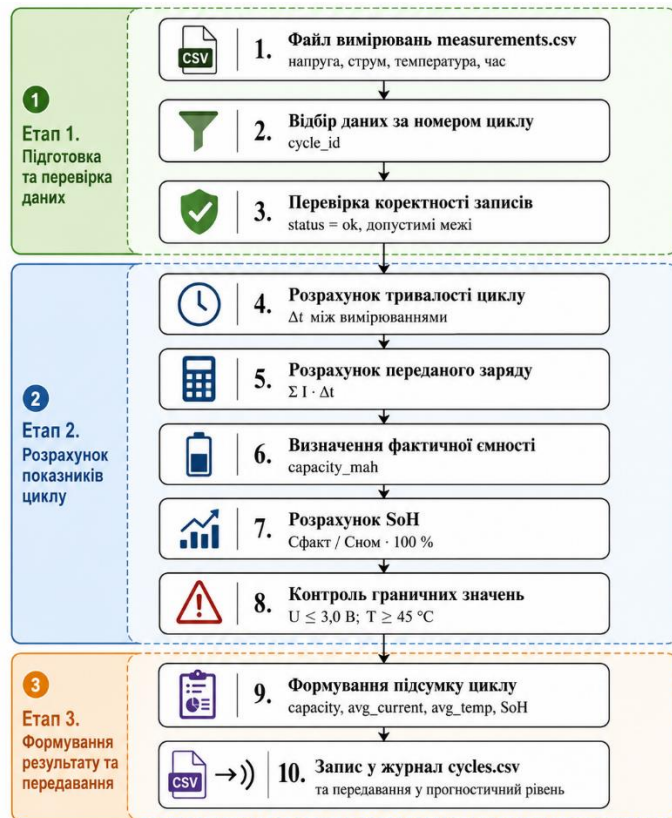 1
Етап 1.
Підготовка
та перевірка
даних
CSV
1. Файл вимірювань measurements.csv
напруга, струм, температура, час
2. Відбір даних за номером циклу
cycle_id
3. Перевірка коректності записів
status = ok, допустимі межі
2
Етап 2.
Розрахунок
показників
циклу
4. Розрахунок тривалості циклу
Δt між вимірюваннями
5. Розрахунок переданого заряду
Σ I · Δt
6. Визначення фактичної ємності
capacity_mah
7. Розрахунок SoH
Cфакт / Cном · 100 %
8. Контроль граничних значень
U ≤ 3,0 В; T ≥ 45 °C
3
Етап 3.
Формування
результату та
передавання
9. Формування підсумку циклу
capacity, avg_current, avg_temp, SoH
CSV
10. Запис у журнал cycles.csv
та передавання у прогностичний рівень